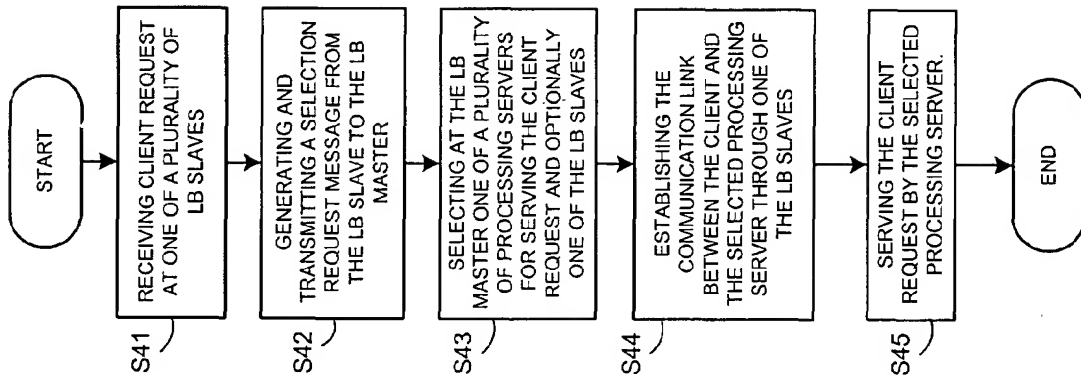 START
S41
RECEIVING CLIENT REQUEST
AT ONE OF A PLURALITY OF
LB SLAVES
S42
GENERATING AND
TRANSMITTING A SELECTION
REQUEST MESSAGE FROM
THE LB SLAVE TO THE LB
MASTER
S43
SELECTING AT THE LB
MASTER ONE OF A PLURALITY
OF PROCESSING SERVERS
FOR SERVING THE CLIENT
REQUEST AND OPTIONALLY
ONE OF THE LB SLAVES
S44
ESTABLISHING THE
COMMUNICATION LINK
BETWEEN THE CLIENT AND
THE SELECTED PROCESSING
SERVER THROUGH ONE OF
THE LB SLAVES
S45
SERVING THE CLIENT
REQUEST BY THE SELECTED
PROCESSING SERVER.
END